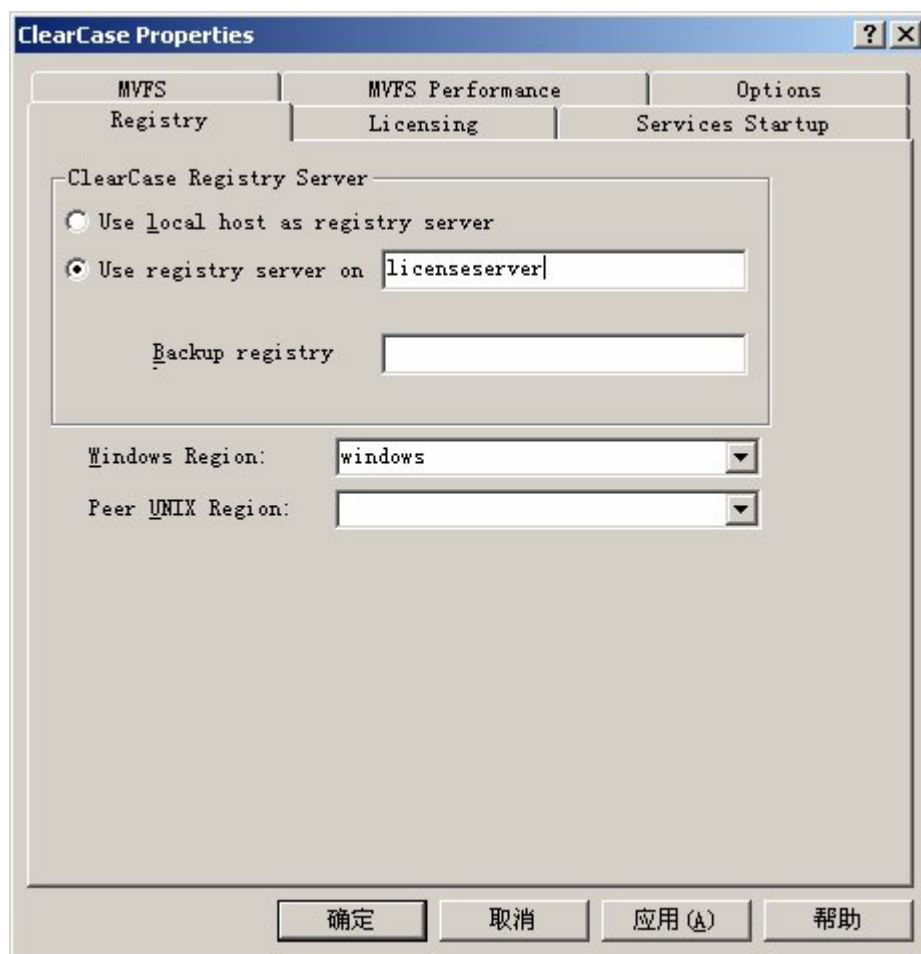 ClearCase Properties
MVFS MVFS Performance Options
Registry Licensing Services Startup
ClearCase Registry Server
Use local host as registry server
Use registry server on licenseserver
Backup registry
Windows Region: windows
Peer UNIX Region:
确定 取消 应用(A) 帮助